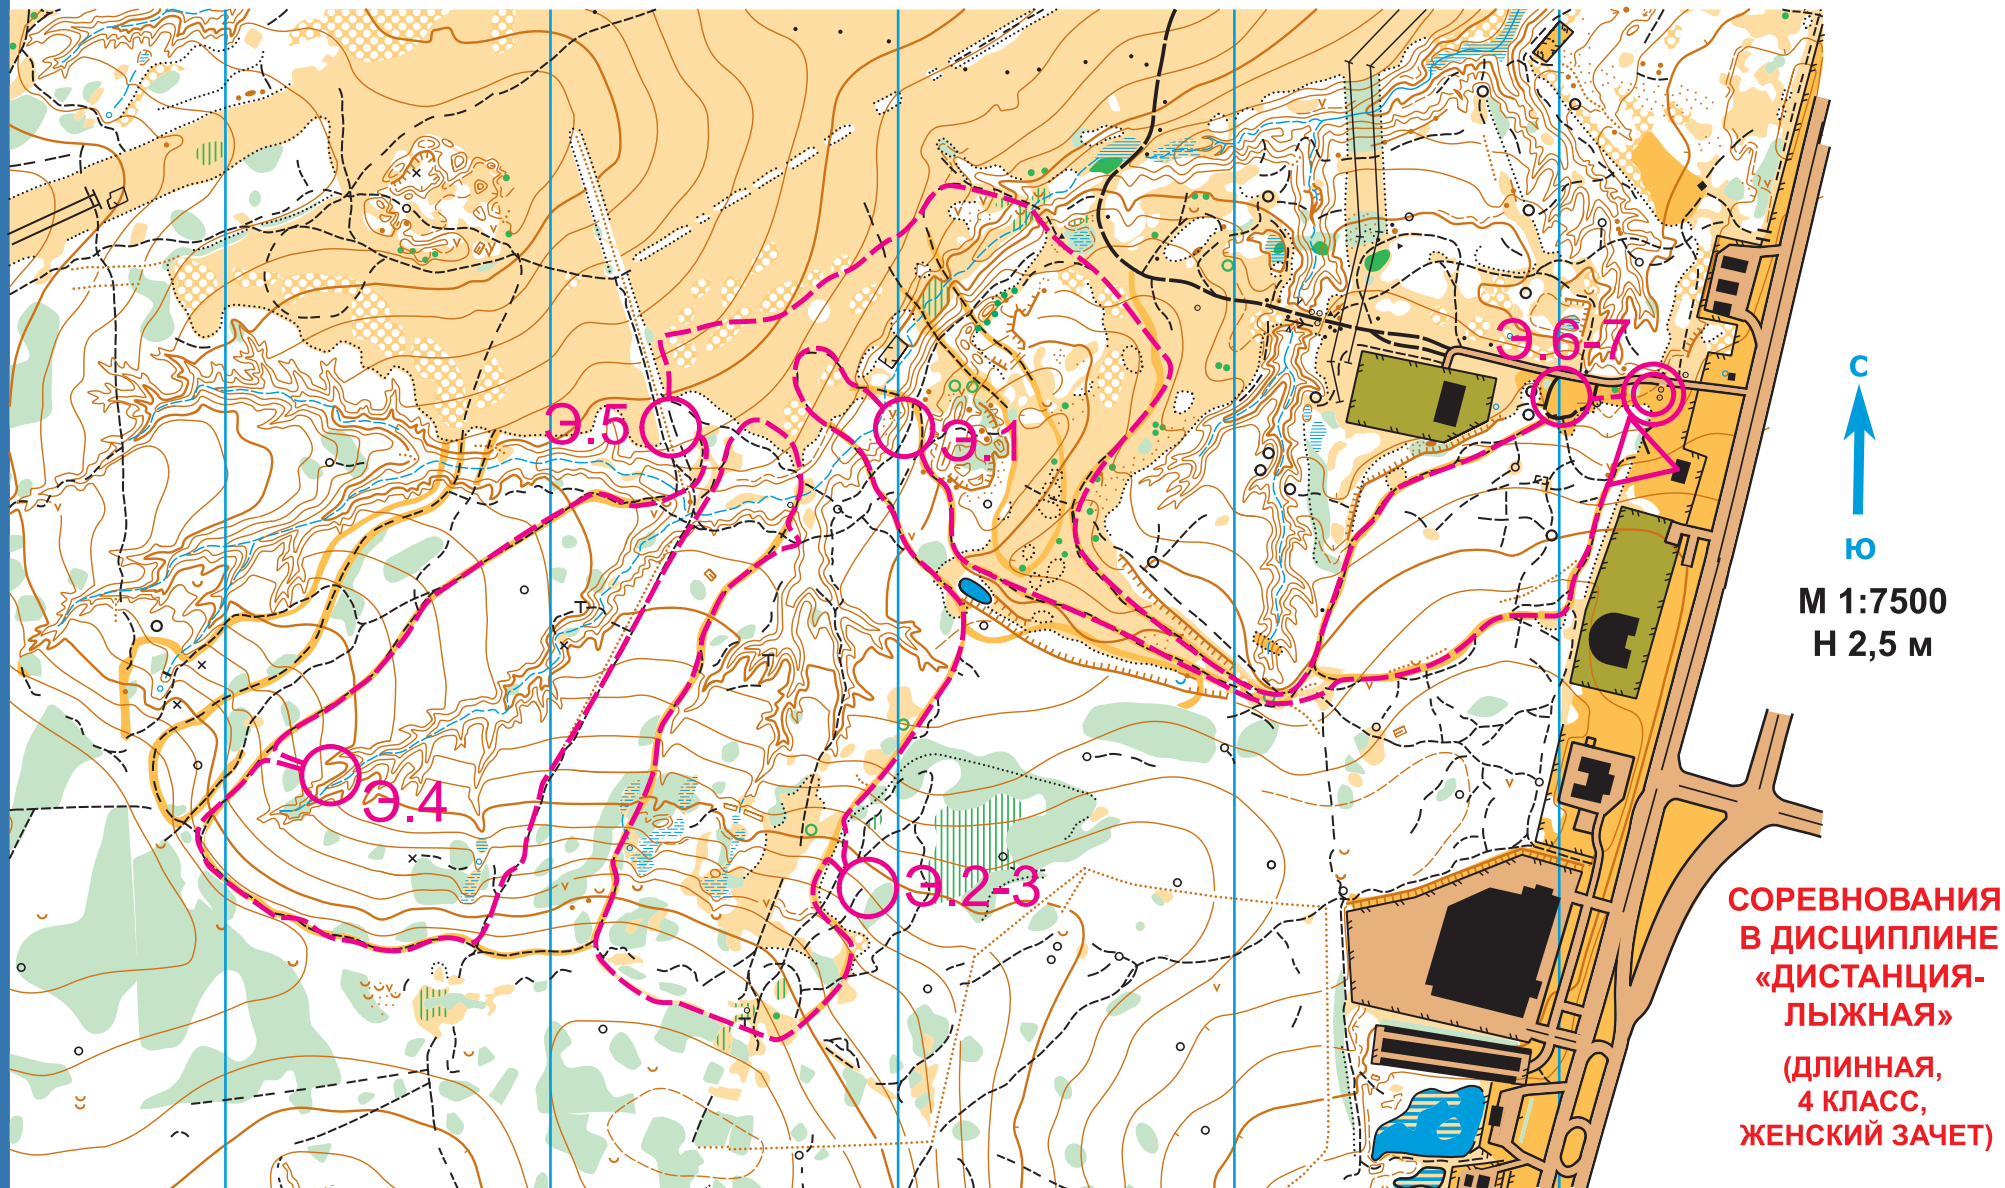 Э.6-7
С
Э.5
Э.1
Ю
М 1:7500
Н 2,5 м
Э.4
Э.2-3
СОРЕВНОВАНИЯ
В ДИСЦИПЛИНЕ
«ДИСТАНЦИЯ-
ЛЫЖНАЯ»
(ДЛИННАЯ,
4 КЛАСС,
ЖЕНСКИЙ ЗАЧЕТ)